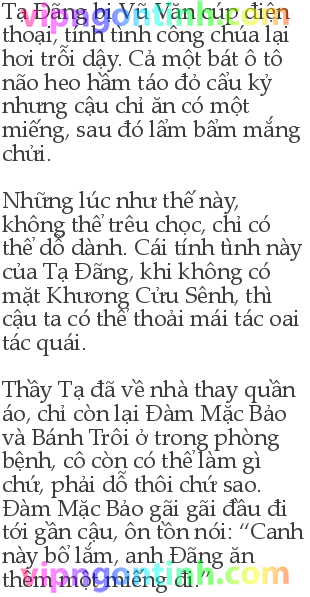 Tạ Đãng bị Vũ Văn cúp điện
thoại, tính tình công chúa lại
hơi trỗi dậy. Cả một bát ô tô
não heo hầm táo đỏ cẩu kỷ
nhưng cậu chỉ ăn có một
miếng, sau đó lẩm bẩm mắng
chửi.
Những lúc như thế này,
không thể trêu chọc, chỉ có
thể dỗ dành. Cái tính tình này
của Tạ Đãng, khi không có
mặt Khương Cửu Sênh, thì
cậu ta có thể thoải mái tác oai
tác quái.
Thầy Tạ đã về nhà thay quần
áo, chỉ còn lại Đàm Mặc Bảo
và Bánh Trôi ở trong phòng
bệnh, cô còn có thể làm gì
chứ, phải dỗ thôi chứ sao.
Đàm Mặc Bảo gãi gãi đầu đi
tới gần cậu, ôn tồn nói: “Canh
này bổ lắm, anh Đãng ăn
thêm một miếng đi.”
vipngontinh.com
vipngontinh.com